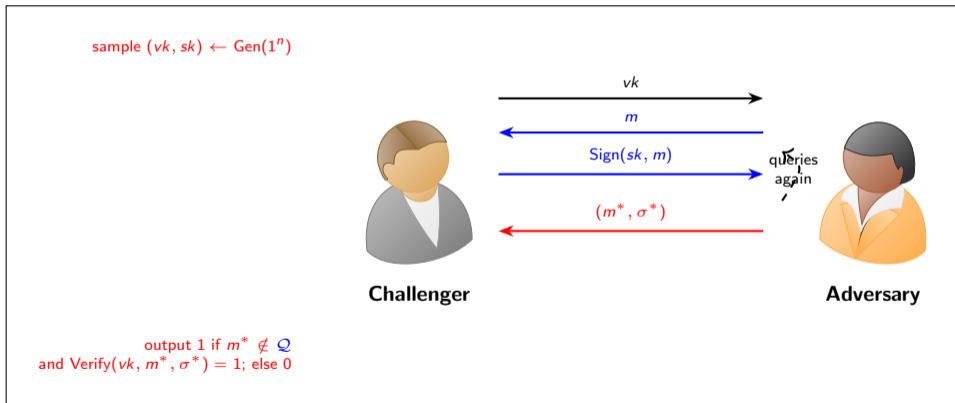 sample (vk, sk) ← Gen(1ⁿ)
vk
m
Sign(sk, m)
queries
again
(m*, σ*)
Challenger
Adversary
output 1 if m* ∉ 𝒬
and Verify(vk, m*, σ*) = 1; else 0